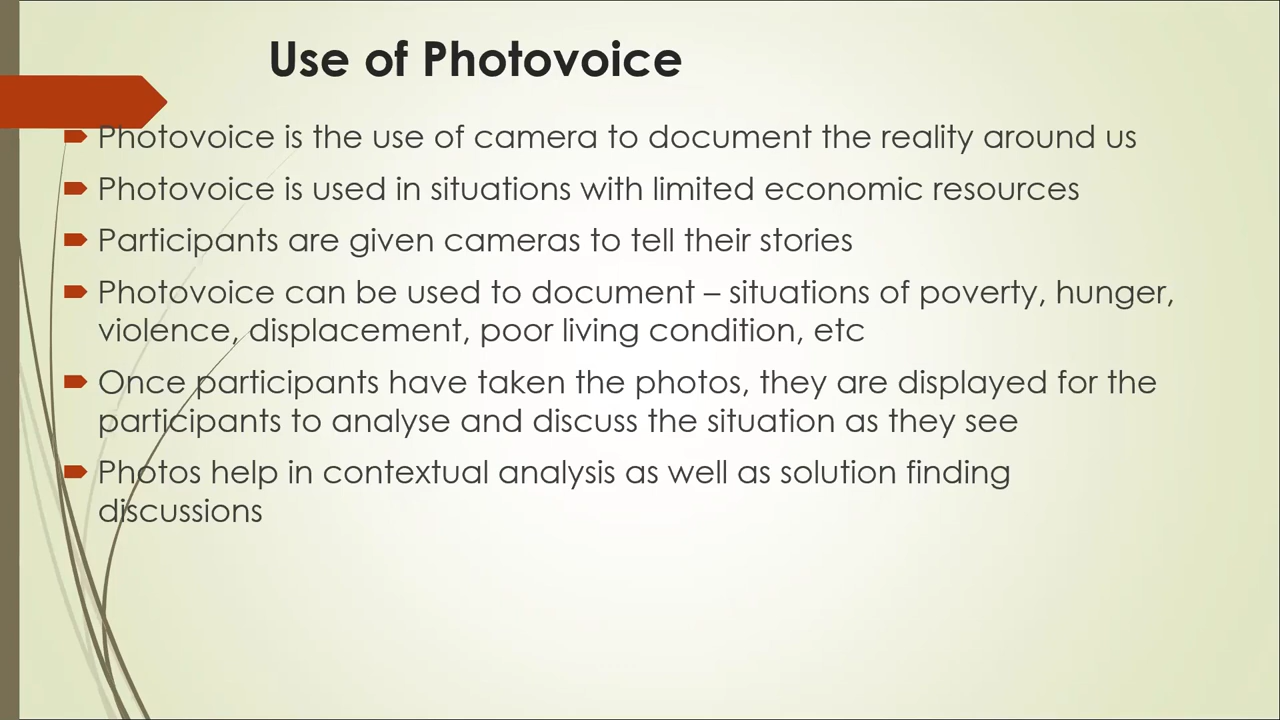 Use of Photovoice
Photovoice is the use of camera to document the reality around us
Photovoice is used in situations with limited economic resources
Participants are given cameras to tell their stories
Photovoice can be used to document – situations of poverty, hunger,
violence, displacement, poor living condition, etc
Once participants have taken the photos, they are displayed for the
participants to analyse and discuss the situation as they see
Photos help in contextual analysis as well as solution finding
discussions